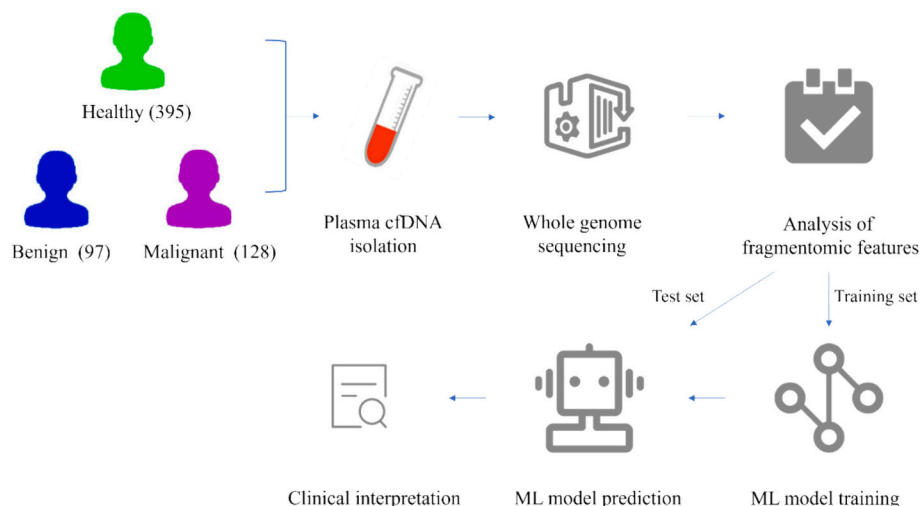 Healthy (395)
Benign (97)
Malignant (128)
Plasma cfDNA
isolation
Whole genome
sequencing
Analysis of
fragmentomic features
Test set
Training set
Clinical interpretation
ML model prediction
ML model training